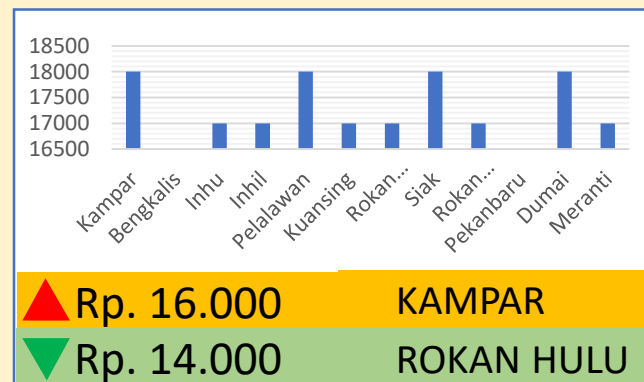 18500
18000
17500
17000
16500
Kampar
Bengkalis
Inhu
Inhil
Pelalawan
Kuansing
Rokan...
Siak
Rokan...
Pekanbaru
Dumai
Meranti
Rp. 16.000 KAMPAR
Rp. 14.000 ROKAN HULU